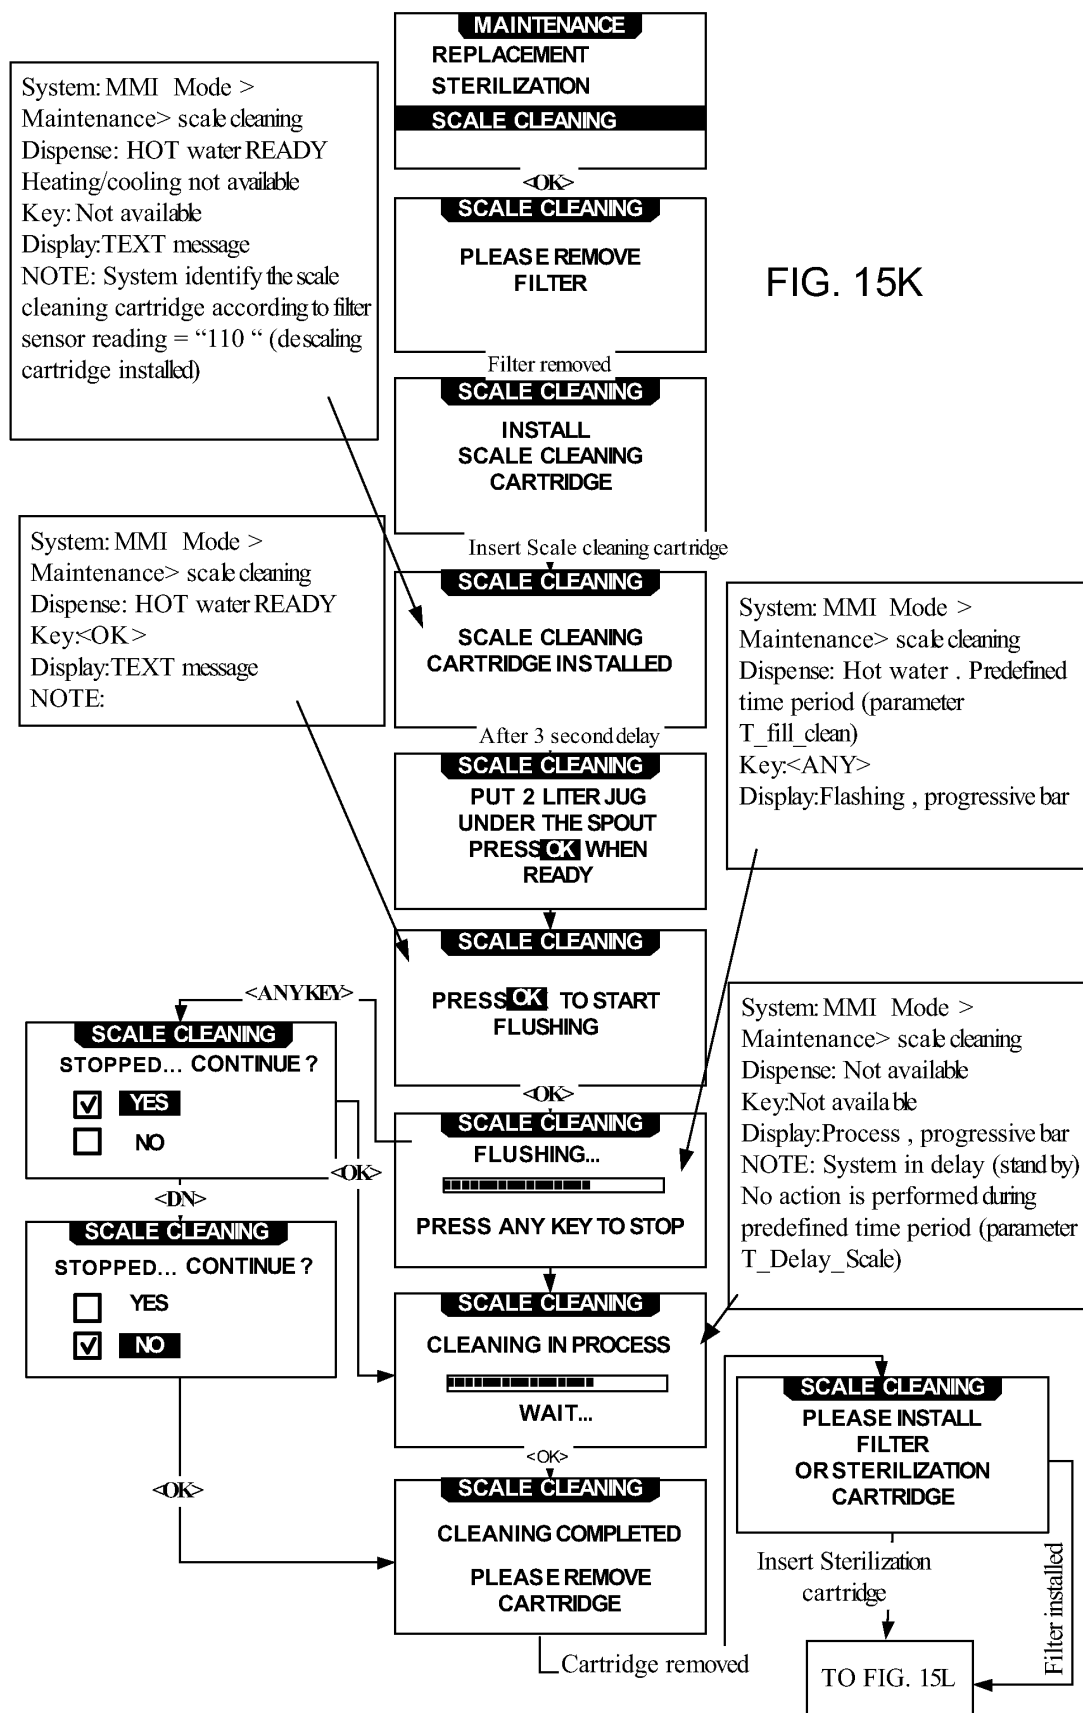 MAINTENANCE
REPLACEMENT
STERILIZATION
SCALE CLEANING
<OK>
System: MMI Mode >
Maintenance> scale cleaning
Dispense: HOT water READY
Heating/cooling not available
Key: Not available
Display:TEXT message
NOTE: System identify the scale
cleaning cartridge according to filter
sensor reading = “110 “ (descaling
cartridge installed)
SCALE CLEANING
PLEASE REMOVE
FILTER
FIG. 15K
Filter removed
SCALE CLEANING
INSTALL
SCALE CLEANING
CARTRIDGE
Insert Scale cleaning cartridge
System: MMI Mode >
Maintenance> scale cleaning
Dispense: HOT water READY
Key:<OK>
Display:TEXT message
NOTE:
SCALE CLEANING
SCALE CLEANING
CARTRIDGE INSTALLED
After 3 second delay
System: MMI Mode >
Maintenance> scale cleaning
Dispense: Hot water . Predefined
time period (parameter
T_fill_clean)
Key:<ANY>
Display:Flashing , progressive bar
SCALE CLEANING
PUT 2 LITER JUG
UNDER THE SPOUT
PRESS OK WHEN
READY
SCALE CLEANING
PRESS OK TO START
FLUSHING
<OK>
<ANYKEY>
SCALE CLEANING
STOPPED... CONTINUE ?
YES
NO
<OK>
<DN>
SCALE CLEANING
FLUSHING...
PRESS ANY KEY TO STOP
System: MMI Mode >
Maintenance> scale cleaning
Dispense: Not available
Key:Not available
Display:Process , progressive bar
NOTE: System in delay (stand by)
No action is performed during
predefined time period (parameter
T_Delay_Scale)
SCALE CLEANING
STOPPED... CONTINUE ?
YES
NO
<OK>
SCALE CLEANING
CLEANING IN PROCESS
WAIT...
<OK>
SCALE CLEANING
CLEANING COMPLETED
PLEASE REMOVE
CARTRIDGE
Cartridge removed
SCALE CLEANING
PLEASE INSTALL
FILTER
OR STERILIZATION
CARTRIDGE
Insert Sterilization
cartridge
Filter installed
TO FIG. 15L